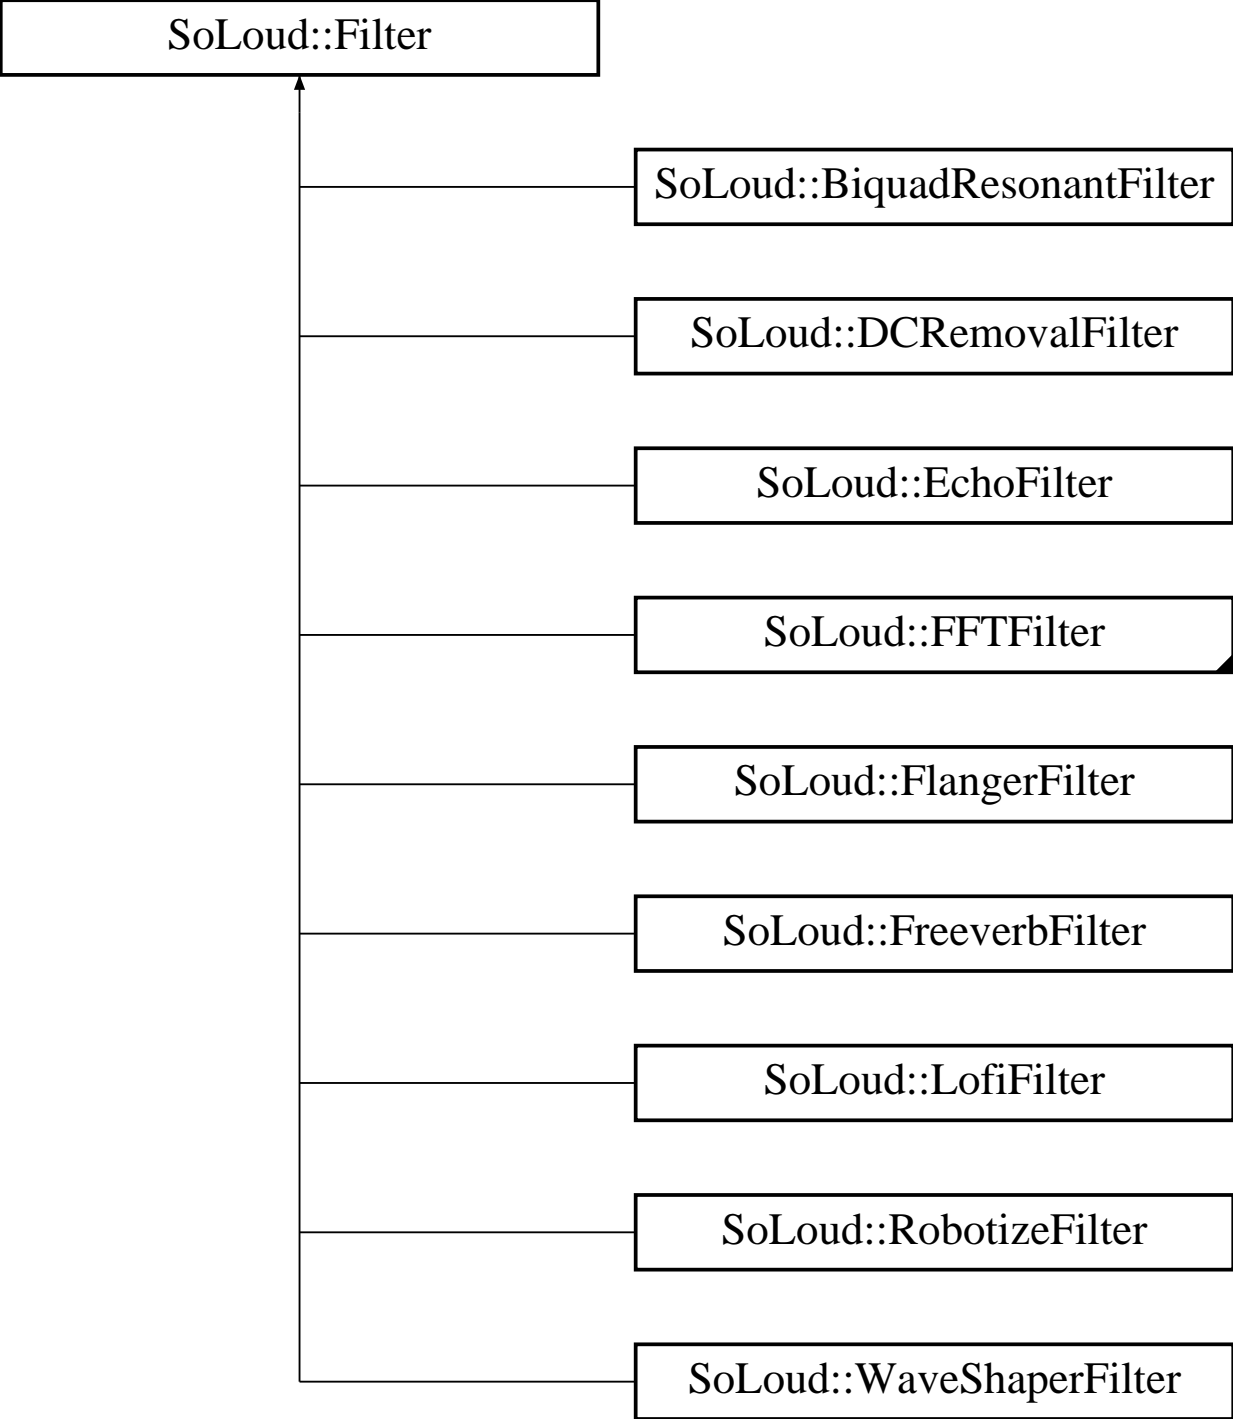 SoLoud::Filter
SoLoud::BiquadResonantFilter
SoLoud::DCRemovalFilter
SoLoud::EchoFilter
SoLoud::FFTFilter
SoLoud::FlangerFilter
SoLoud::FreeverbFilter
SoLoud::LofiFilter
SoLoud::RobotizeFilter
SoLoud::WaveShaperFilter